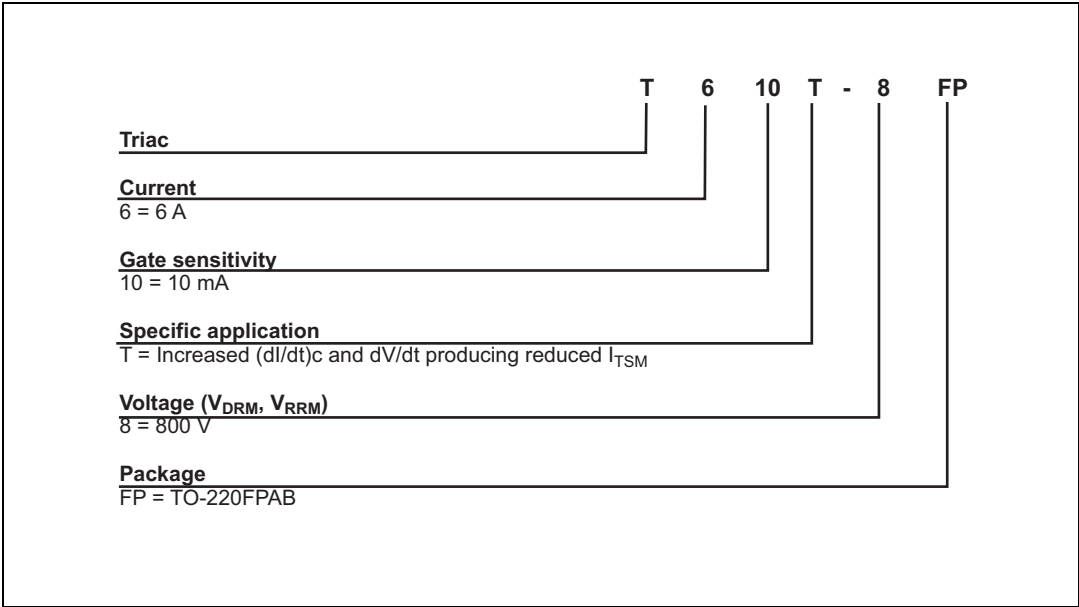 T 6 10 T - 8 FP
Triac
Current
6 = 6 A
Gate sensitivity
10 = 10 mA
Specific application
T = Increased (dI/dt)c and dV/dt producing reduced ITSM
Voltage (VDRM, VRRM)
8 = 800 V
Package
FP = TO-220FPAB